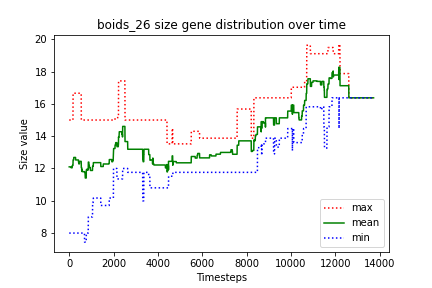 boids_26 size gene distribution over time
Size value
20
18
16
14
12
10
8
0
2000
4000
6000
8000
10000
12000
14000
Timesteps
max
mean
min